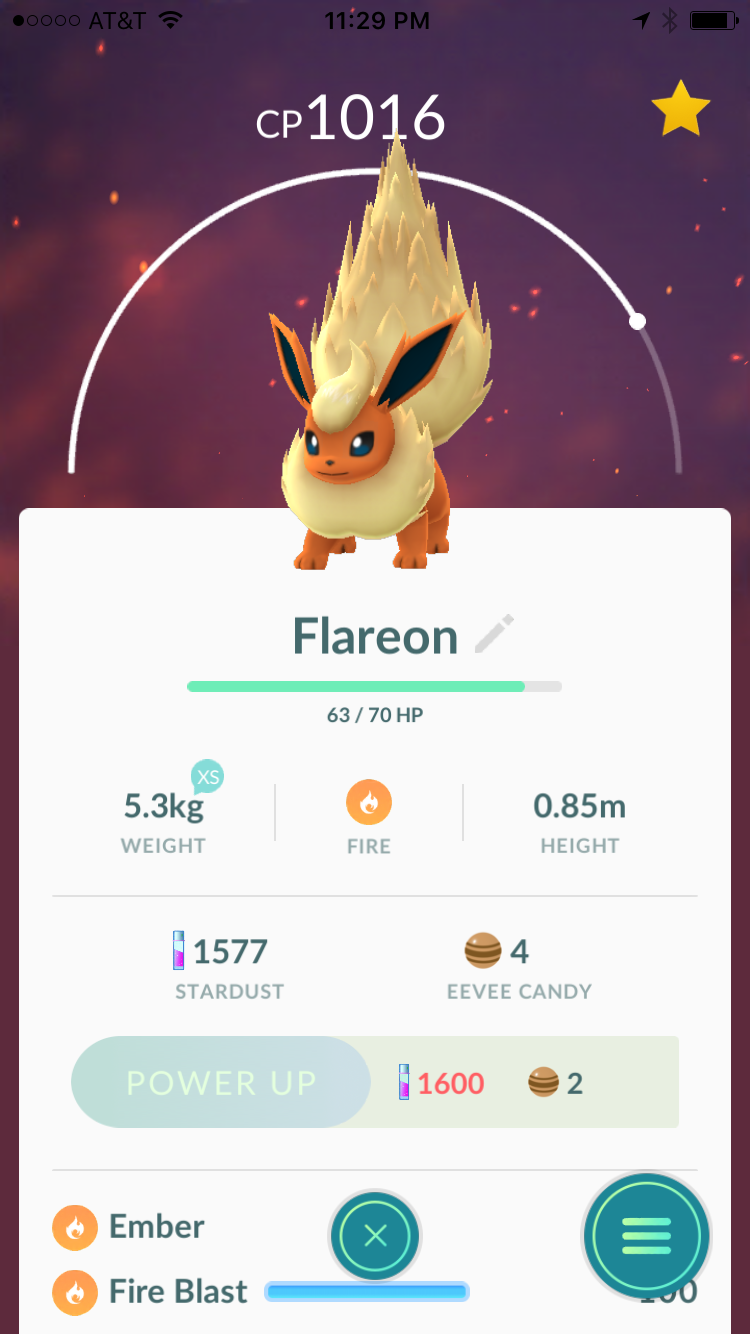 AT&T 11:29 PM
CP1016
Flareon
63 / 70 HP
XS
5.3kg FIRE 0.85m
WEIGHT HEIGHT
1577 4
STARDUST EEVEE CANDY
POWER UP 1600 2
Ember
Fire Blast 100